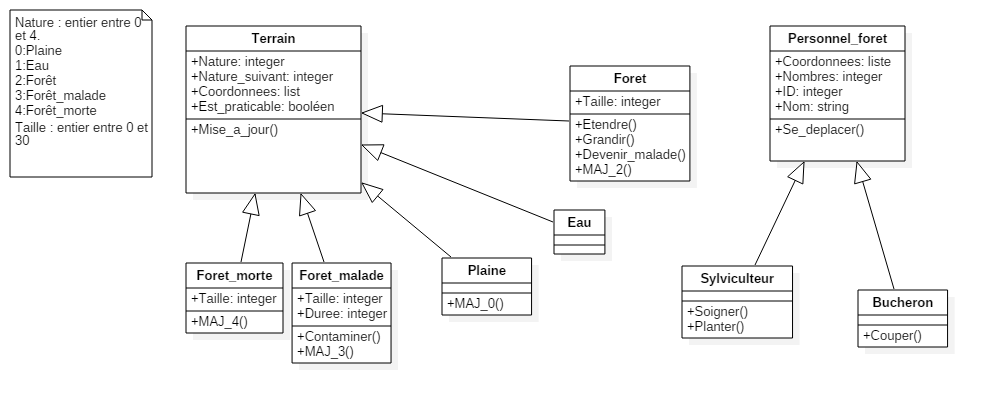 Nature : entier entre 0
et 4.
0:Plaine
1:Eau
2:Forêt
3:Forêt_malade
4:Forêt_morte
Taille : entier entre 0 et
30
Terrain
+Nature: integer
+Nature_suivant: integer
+Coordonnees: list
+Est_praticable: booléen
+Mise_a_jour()
Foret
+Taille: integer
+Etendre()
+Grandir()
+Devenir_malade()
+MAJ_2()
Personnel_foret
+Coordonnees: liste
+Nombres: integer
+ID: integer
+Nom: string
+Se_deplacer()
Eau
Foret_morte
+Taille: integer
+MAJ_4()
Foret_malade
+Taille: integer
+Duree: integer
+Contaminer()
+MAJ_3()
Plaine
+MAJ_0()
Sylviculteur
+Soigner()
+Planter()
Bucheron
+Couper()